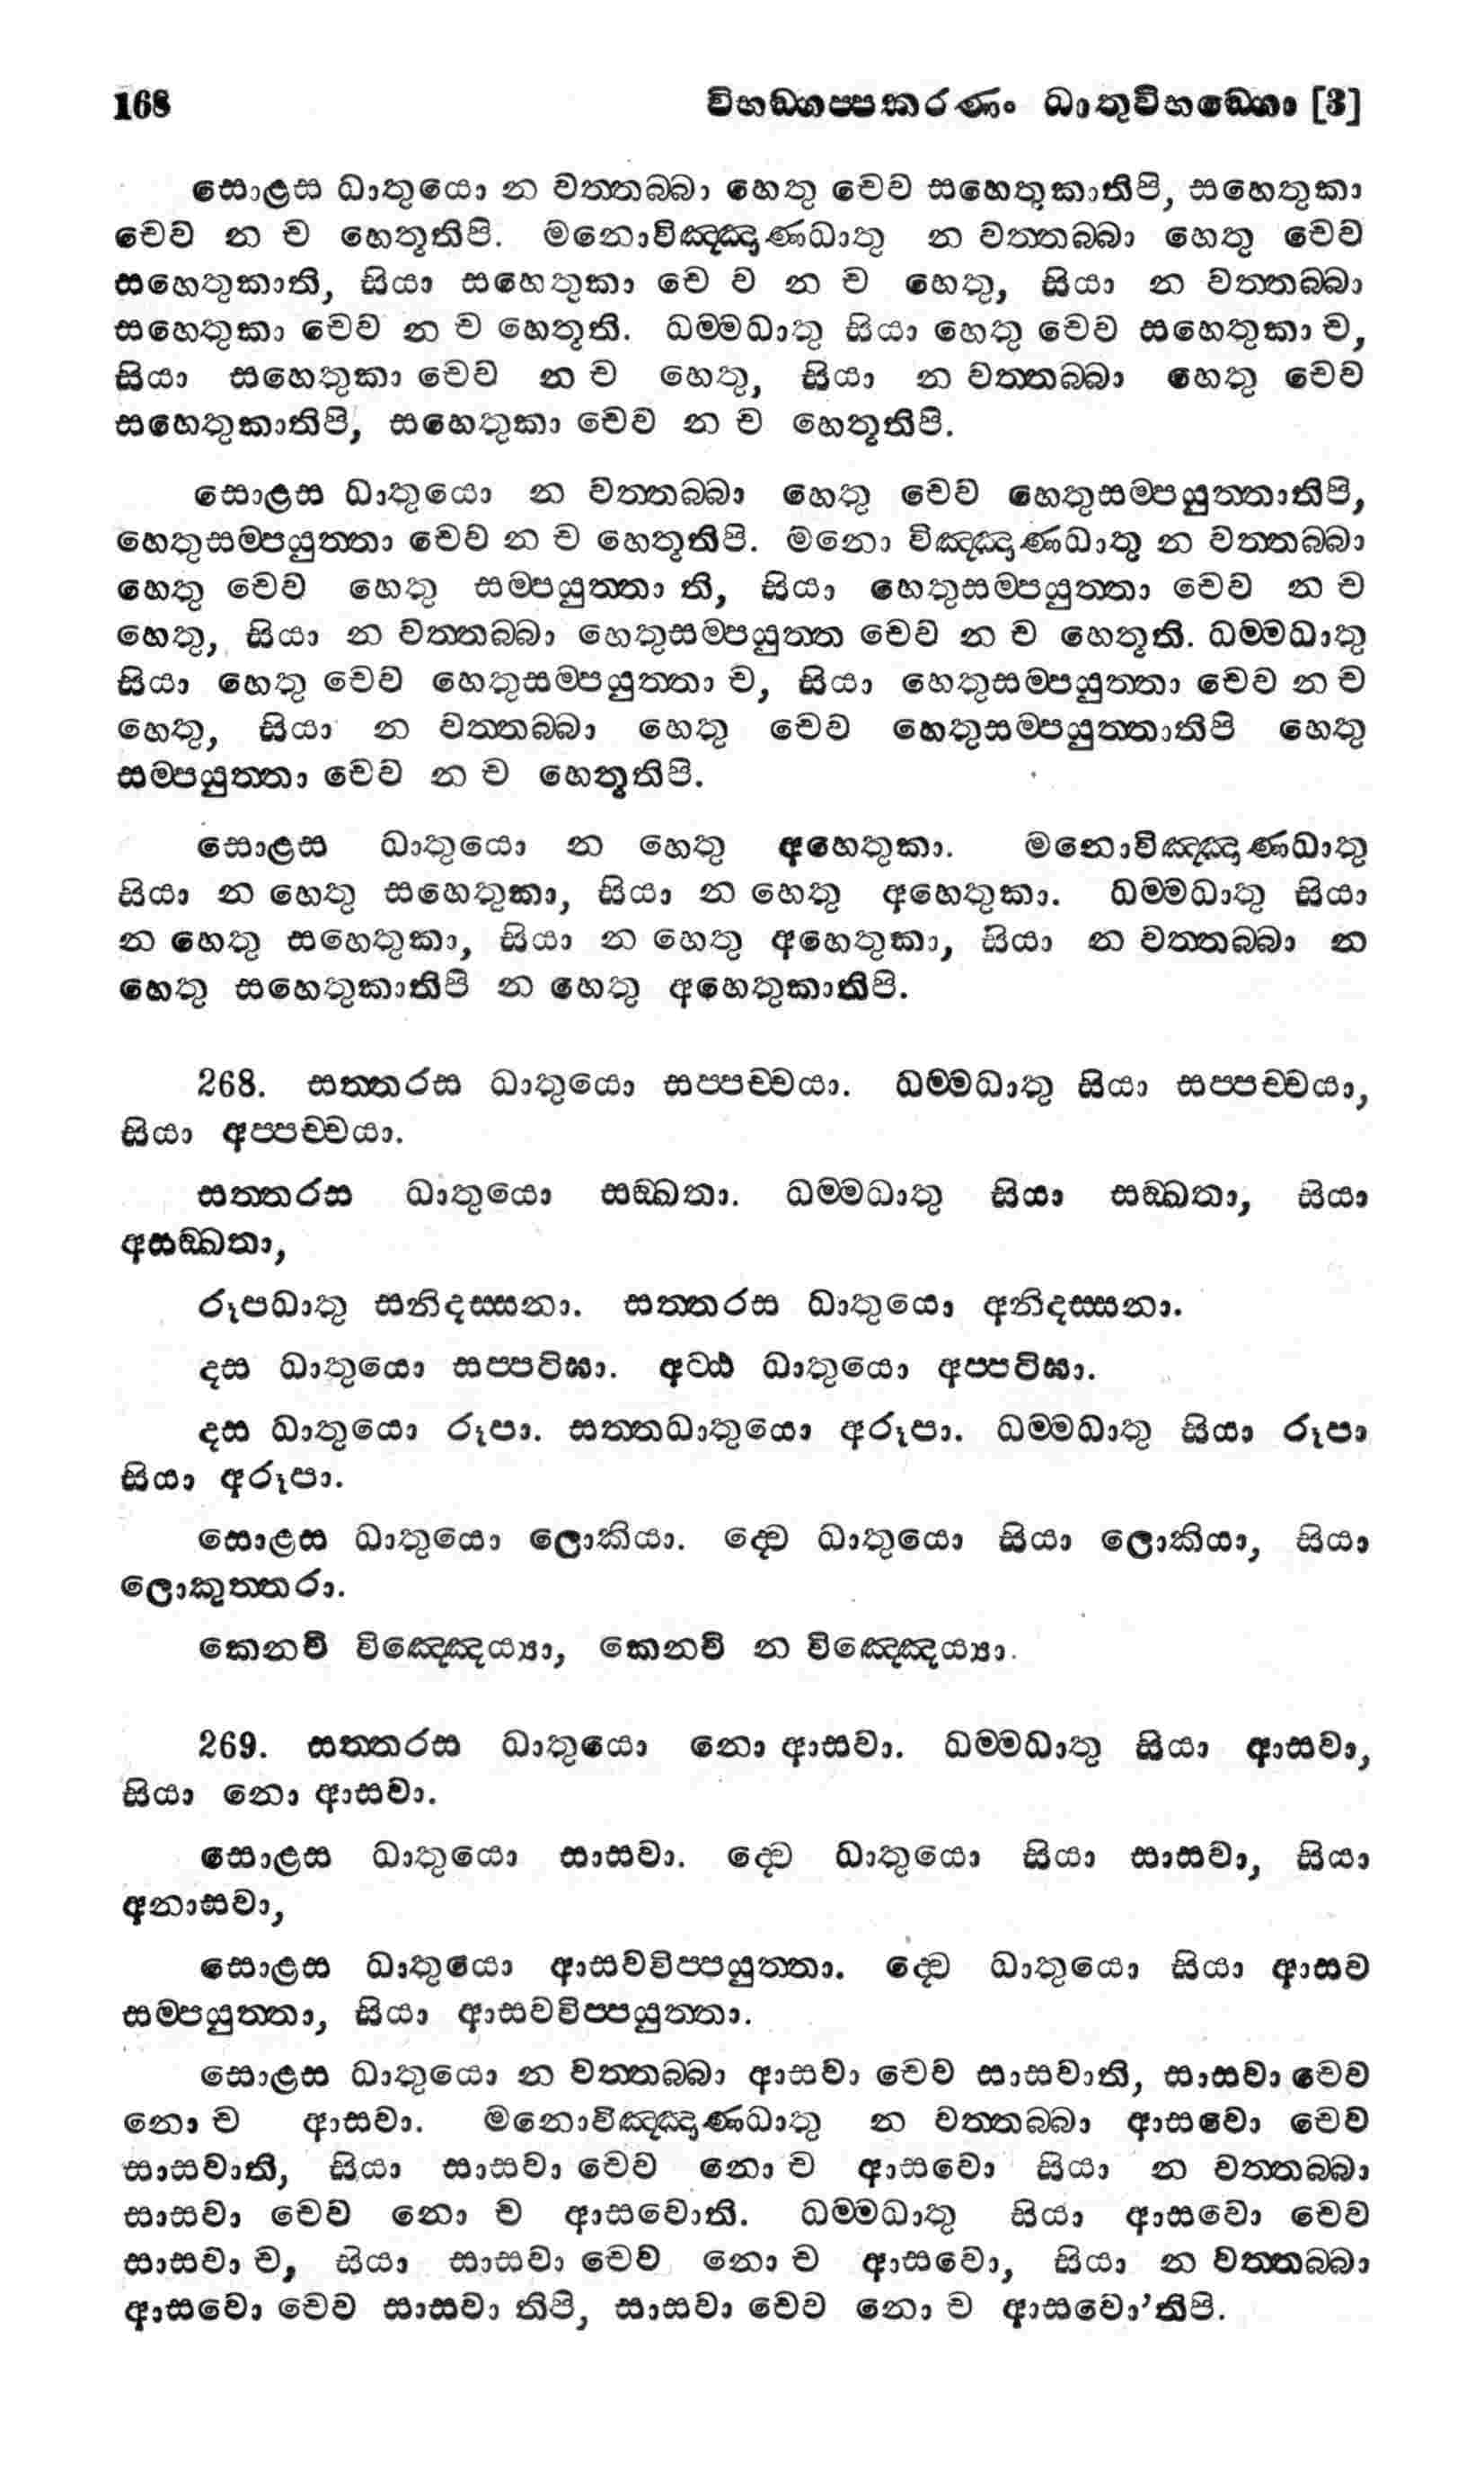 168 විභඞ්ගප්පකරණං ධාතුවිභඞ්ගො [3]
සොළස ධාතුයො න වත්තබ්බා හෙතු චෙව සහෙතුකාතිපි, සහෙතුකා
චෙව න ච හෙතූතිපි. මනොවිඤ්ඤාණධාතු න වත්තබ්බා හෙතු චෙව
සහෙතුකාති, සියා සහෙතුකා චෙ ව න ච හෙතු, සියා න වත්තබ්බා
සහෙතුකා චෙව න ච හෙතූති. ධම්මධාතු සියා හෙතු චෙව සහෙතුකා ච,
සියා සහෙතුකා චෙව න ච හෙතු, සියා න වත්තබ්බා හෙතු චෙව
සහෙතුකාතිපි, සහෙතුකා චෙව න ච හෙතූතිපි.
සොළස ධාතුයො න වත්තබ්බා හෙතු චෙව හෙතුසම්පයුත්තාතිපි,
හෙතුසම්පයුත්තා චෙව න ච හෙතූතිපි. මනො විඤ්ඤාණධාතු න වත්තබ්බා
හෙතු චෙව හෙතු සම්පයුත්තා ති, සියා හෙතුසම්පයුත්තා චෙව න ච
හෙතු, සියා න වත්තබ්බා හෙතුසම්පයුත්ත චෙව න ච හෙතූති. ධම්මධාතු
සියා හෙතු චෙව හෙතුසම්පයුත්තා ච, සියා හෙතුසම්පයුත්තා චෙව න ච
හෙතු, සියා න වත්තබ්බා හෙතු චෙව හෙතුසම්පයුත්තාතිපි හෙතු
සම්පයුත්තා චෙව න ච හෙතූතිපි.
සොළස ධාතුයො න හෙතු අහෙතුකා. මනොවිඤ්ඤාණධාතු
සියා න හෙතු සහෙතුකා, සියා න හෙතු අහෙතුකා. ධම්මධාතු සියා
න හෙතු සහෙතුකා, සියා න හෙතු අහෙතුකා, සියා න වත්තබ්බා න
හෙතු සහෙතුකාතිපි න හෙතු අහෙතුකාතිපි.
268. සත්තරස ධාතුයො සප්පච්චයා. ධම්මධාතු සියා සප්පච්චයා,
සියා අප්පච්චයා.
සත්තරස ධාතුයො සඞ්ඛතා. ධම්මධාතු සියා සඞ්ඛතා, සියා
අසඞ්ඛතා,
රූපධාතු සනිදස්සනා. සත්තරස ධාතුයො අනිදස්සනා.
දස ධාතුයො සප්පටිඝා. අට්ඨ ධාතුයො අප්පටිඝා.
දස ධාතුයො රූපා. සත්තධාතුයො අරූපා. ධම්මධාතු සියා රූපා
සියා අරූපා.
සොළස ධාතුයො ලොකියා. ද්වෙ ධාතුයො සියා ලොකියා, සියා
ලොකුත්තරා.
කෙනචි විඤ්ඤෙය්‍යා, කෙනචි න විඤ්ඤෙය්‍යා.
269. සත්තරස ධාතුයො නො ආසවා. ධම්මධාතු සියා ආසවා,
සියා නො ආසවා.
සොළස ධාතුයො සාසවා. ද්වෙ ධාතුයො සියා සාසවා, සියා
අනාසවා,
සොළස ධාතුයො ආසවවිප්පයුත්තා. ද්වෙ ධාතුයො සියා ආසව
සම්පයුත්තා, සියා ආසවවිප්පයුත්තා.
සොළස ධාතුයො න වත්තබ්බා ආසවා චෙව සාසවාති, සාසවා චෙව
නො ච ආසවා. මනොවිඤ්ඤාණධාතු න වත්තබ්බා ආසවො චෙව
සාසවාති, සියා සාසවා චෙව නො ච ආසවො සියා න වත්තබ්බා
සාසවා චෙව නො ච ආසවොති. ධම්මධාතු සියා ආසවො චෙව
සාසවා ච, සියා සාසවා චෙව නො ච ආසවො, සියා න වත්තබ්බා
ආසවො චෙව සාසවා තිපි, සාසවා චෙව නො ච ආසවො'තිපි.